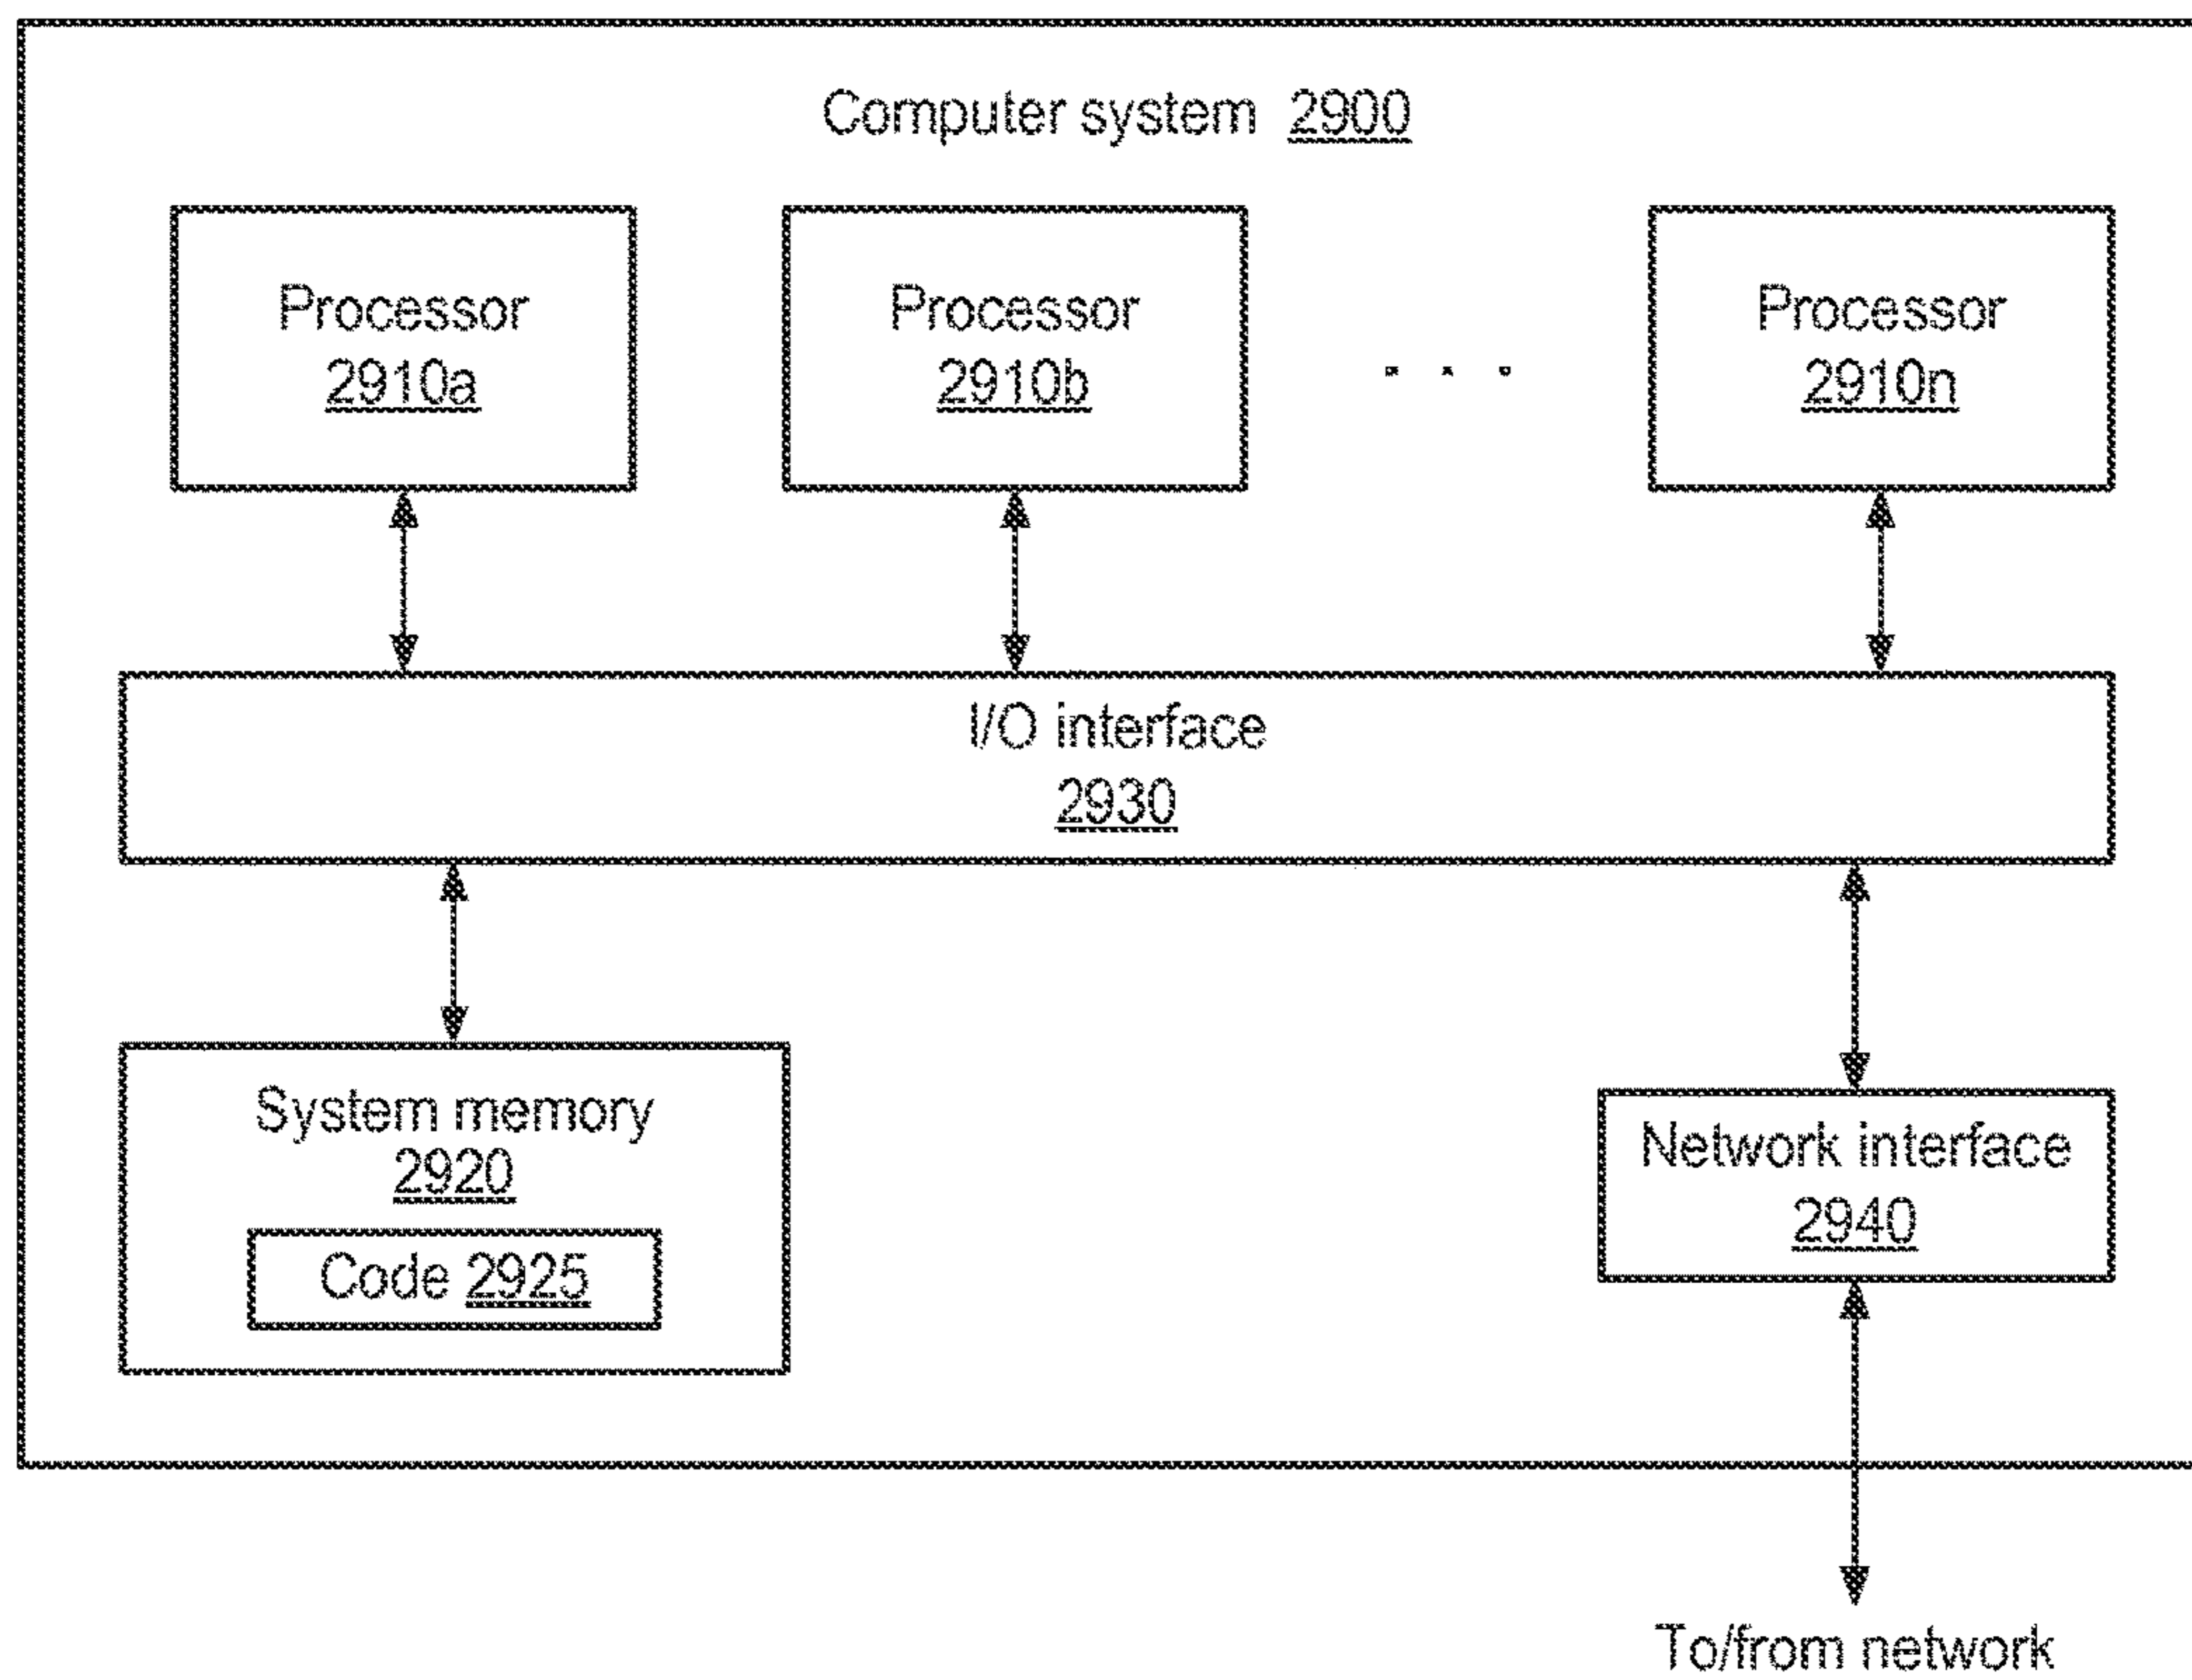 Computer system 2900
Processor
2910a
Processor
2910b
. . .
Processor
2910n
I/O interface
2930
System memory
2920
Code 2925
Network interface
2940
To/from network